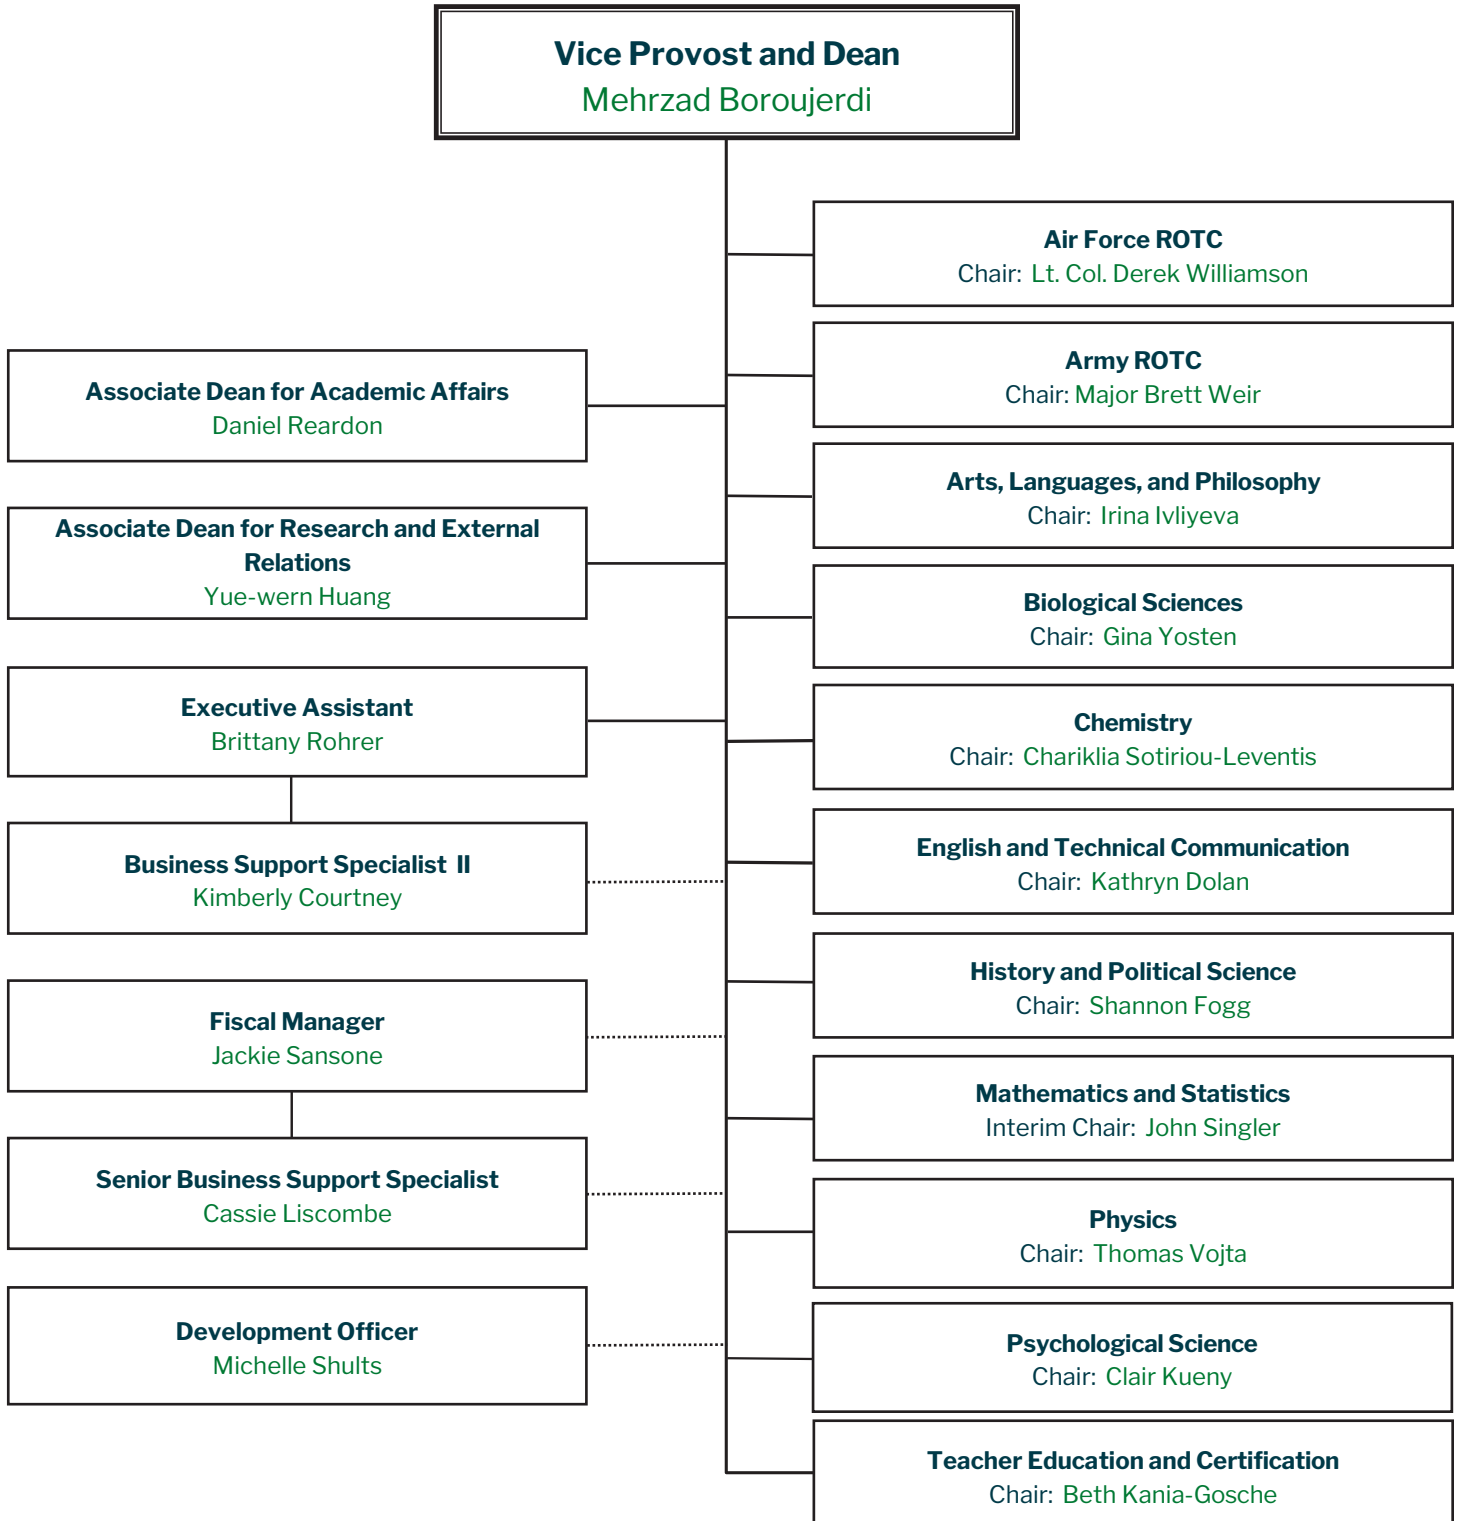 Vice Provost and Dean
Mehrzad Boroujerdi
Associate Dean for Academic Affairs
Daniel Reardon
Associate Dean for Research and External
Relations
Yue-wern Huang
Executive Assistant
Brittany Rohrer
Business Support Specialist II
Kimberly Courtney
Fiscal Manager
Jackie Sansone
Senior Business Support Specialist
Cassie Liscombe
Development Officer
Michelle Shults
Air Force ROTC
Chair: Lt. Col. Derek Williamson
Army ROTC
Chair: Major Brett Weir
Arts, Languages, and Philosophy
Chair: Irina Ivliyeva
Biological Sciences
Chair: Gina Yosten
Chemistry
Chair: Chariklia Sotiriou-Leventis
English and Technical Communication
Chair: Kathryn Dolan
History and Political Science
Chair: Shannon Fogg
Mathematics and Statistics
Interim Chair: John Singler
Physics
Chair: Thomas Vojta
Psychological Science
Chair: Clair Kueny
Teacher Education and Certification
Chair: Beth Kania-Gosche